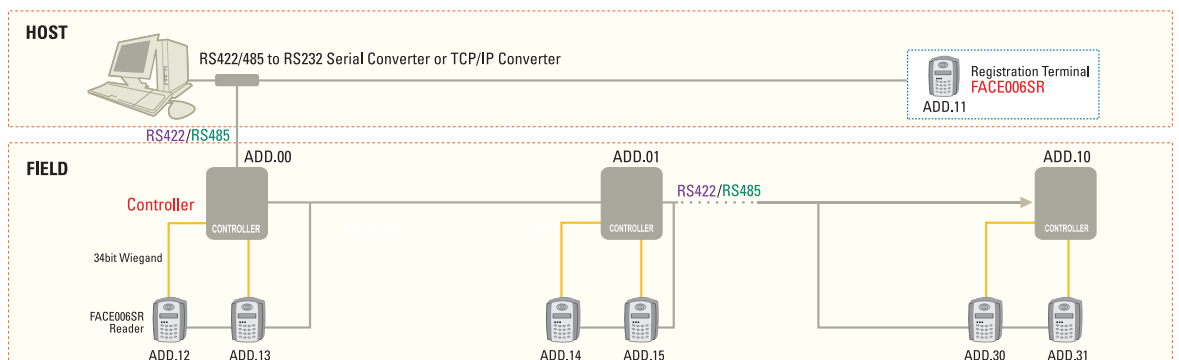 HOST
RS422/485 to RS232 Serial Converter or TCP/IP Converter
Registration Terminal
FACE006SR
ADD.11
RS422/RS485
FIELD
ADD.00
ADD.01
ADD.10
RS422/RS485
Controller
CONTROLLER
CONTROLLER
CONTROLLER
34bit Wiegand
FACE006SR
Reader
ADD.12
ADD.13
ADD.14
ADD.15
ADD.30
ADD.31